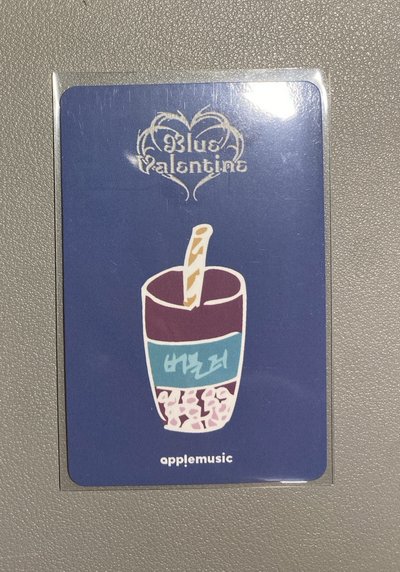 Blue
Valentine
버블티
applemusic